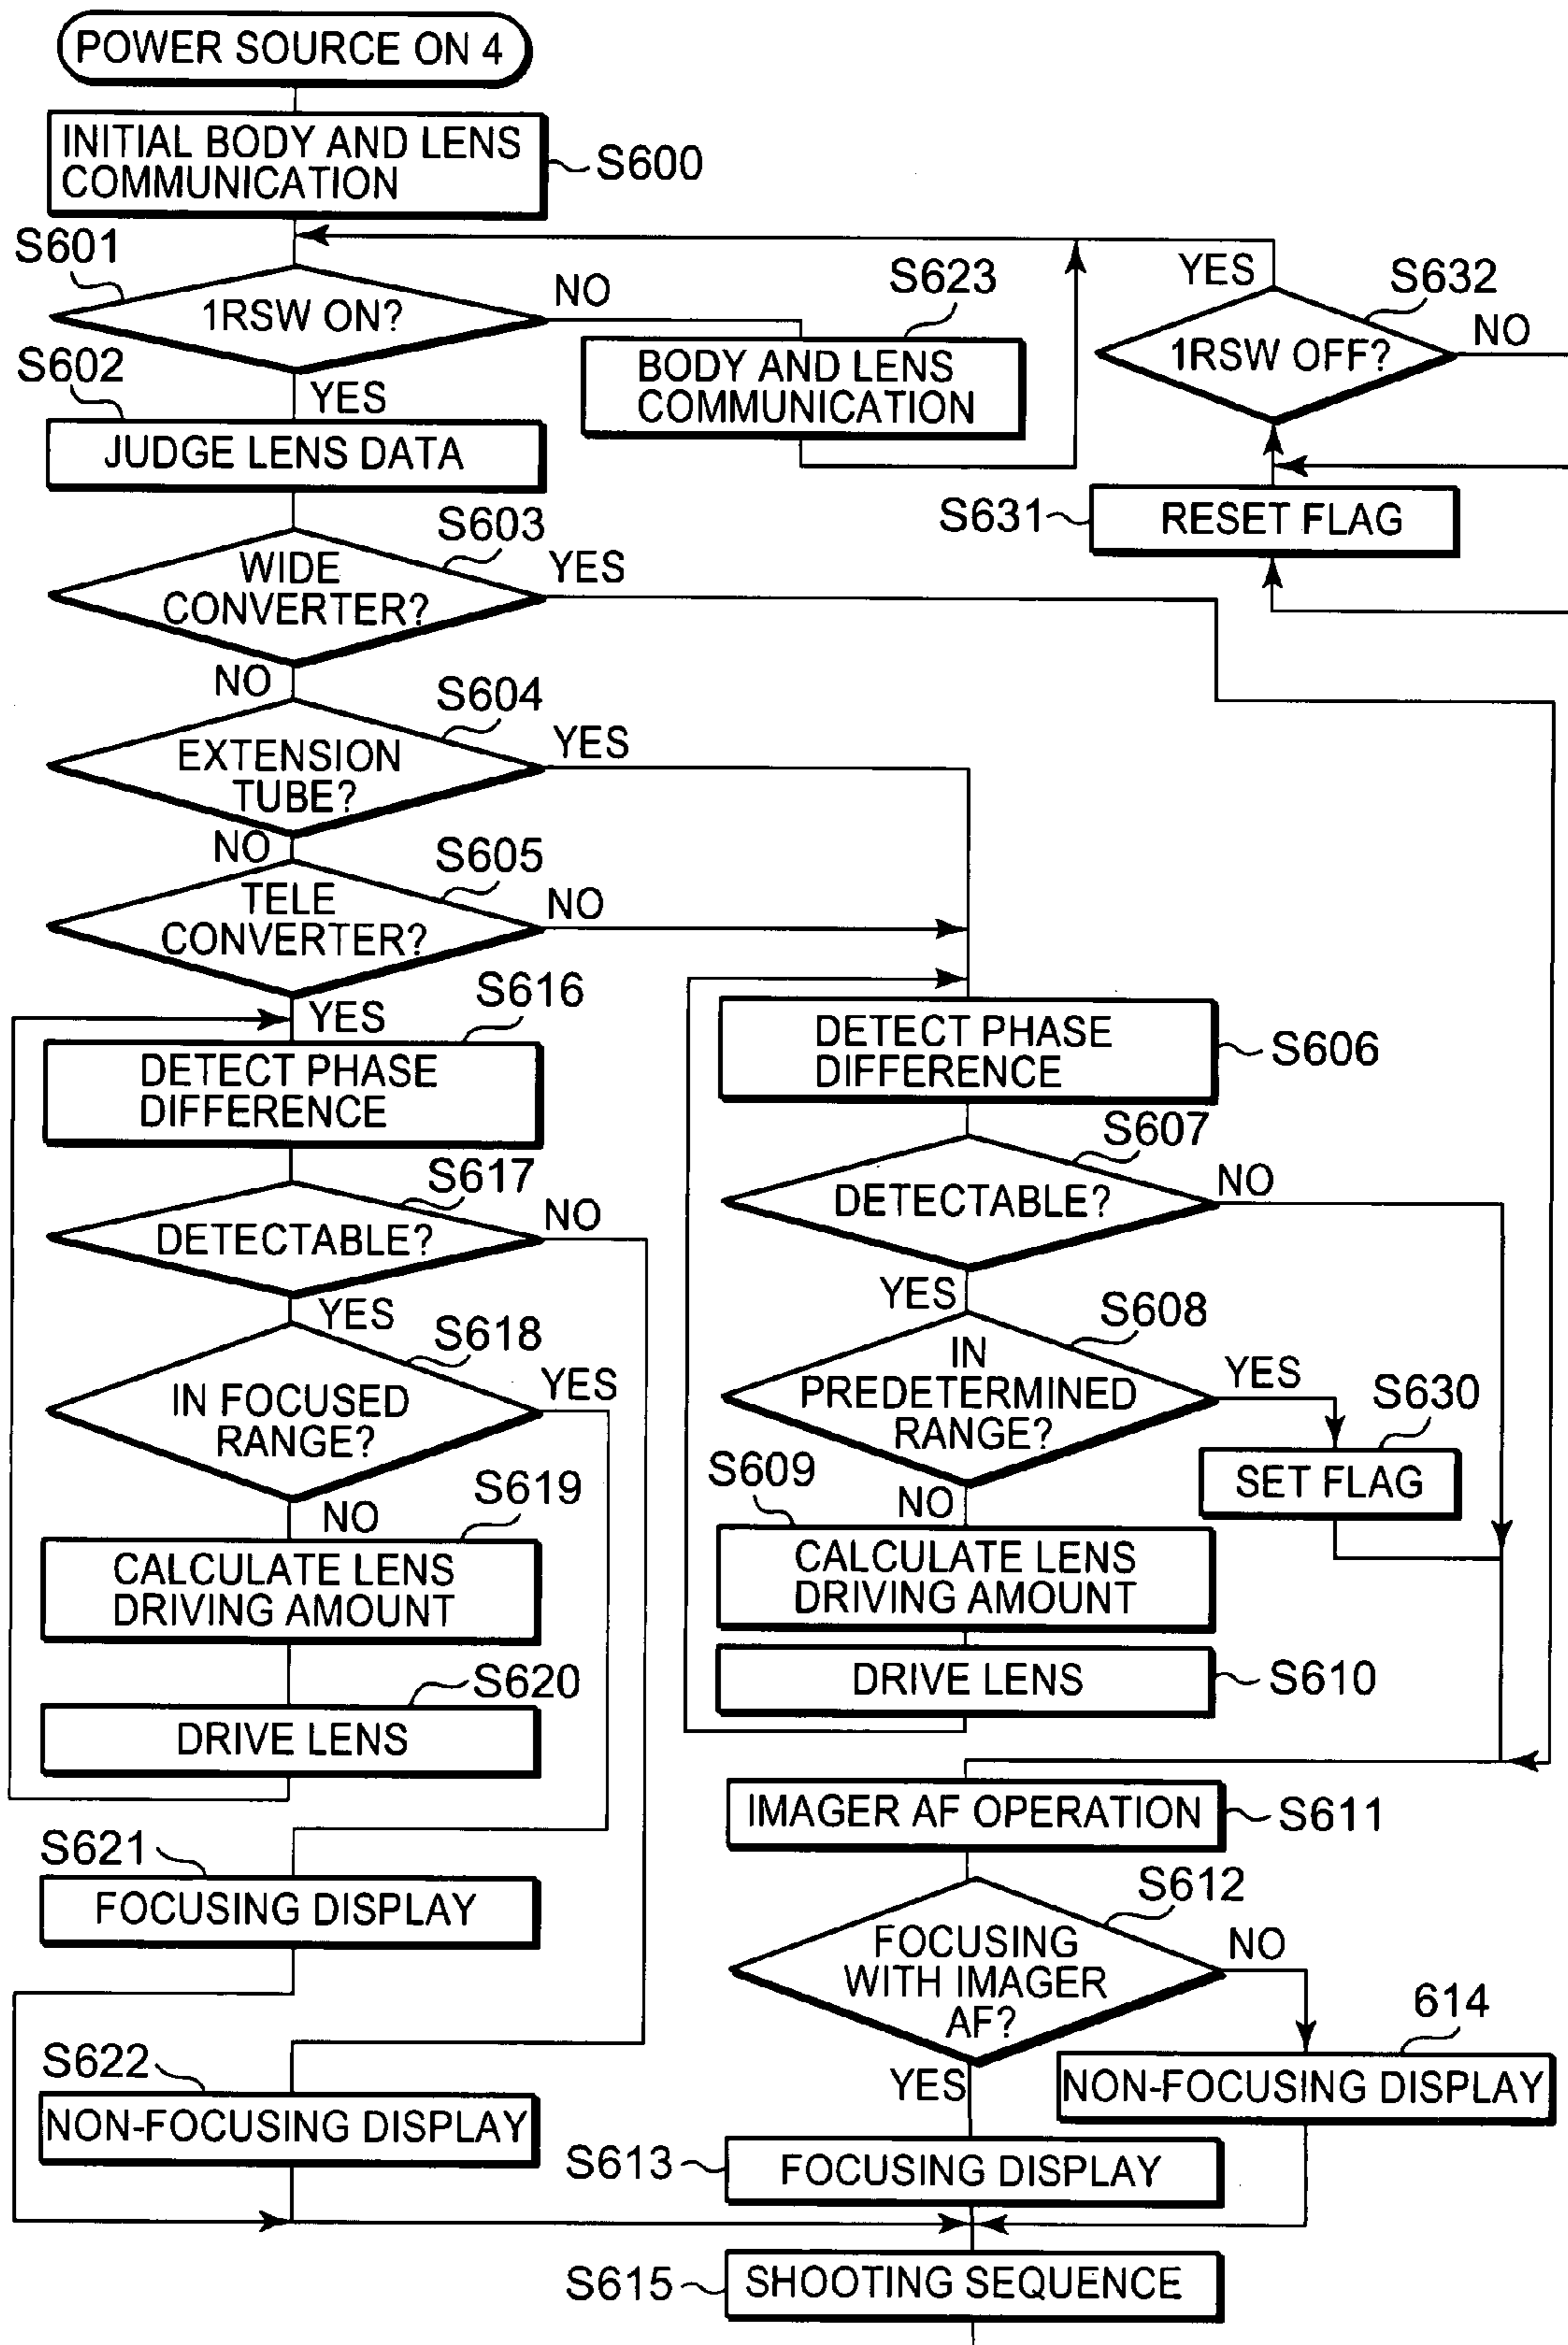 POWER SOURCE ON 4
INITIAL BODY AND LENS
COMMUNICATION
S600
S601
1RSW ON?
NO
YES
S623
BODY AND LENS
COMMUNICATION
YES
S632
1RSW OFF?
NO
S602
JUDGE LENS DATA
S631
RESET FLAG
S603
WIDE
CONVERTER?
YES
NO
S604
EXTENSION
TUBE?
YES
NO
S605
TELE
CONVERTER?
NO
YES
S616
DETECT PHASE
DIFFERENCE
S617
DETECTABLE?
NO
YES
S618
IN FOCUSED
RANGE?
YES
NO
S619
CALCULATE LENS
DRIVING AMOUNT
S620
DRIVE LENS
S621
FOCUSING DISPLAY
S622
NON-FOCUSING DISPLAY
DETECT PHASE
DIFFERENCE
S606
S607
DETECTABLE?
NO
YES
S608
IN
PREDETERMINED
RANGE?
YES
S630
SET FLAG
NO
S609
CALCULATE LENS
DRIVING AMOUNT
DRIVE LENS
S610
IMAGER AF OPERATION
S611
S612
FOCUSING
WITH IMAGER
AF?
NO
614
NON-FOCUSING DISPLAY
YES
S613
FOCUSING DISPLAY
S615
SHOOTING SEQUENCE